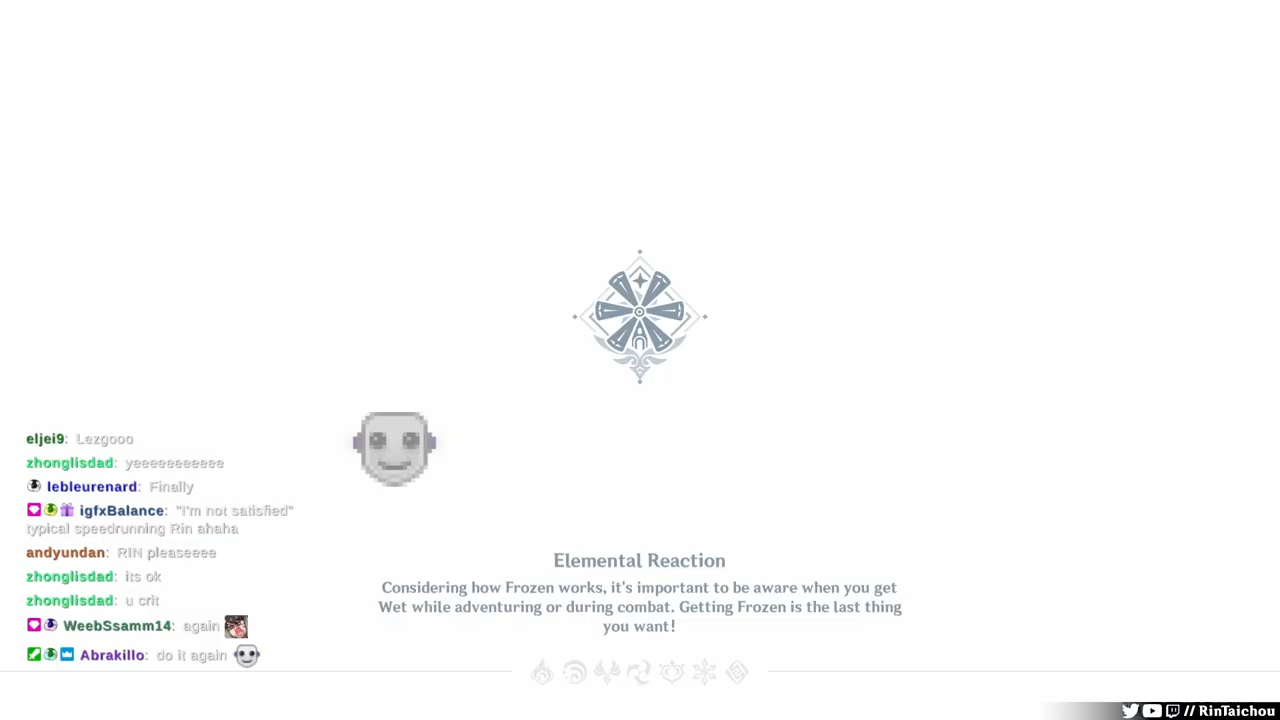 eljei9: Lezgooo
zhonglisdad: yeeeeeeeeeee
lebleurenard: Finally
igfxBalance: "I'm not satisfied"
typical speedrunning Rin ahaha
andyundan: RIN pleaseeee
zhonglisdad: its ok
zhonglisdad: u crit
WeebSsamm14: again
Abrakillo: do it again
Elemental Reaction
Considering how Frozen works, it's important to be aware when you get
Wet while adventuring or during combat. Getting Frozen is the last thing
you want!
// RinTaichou